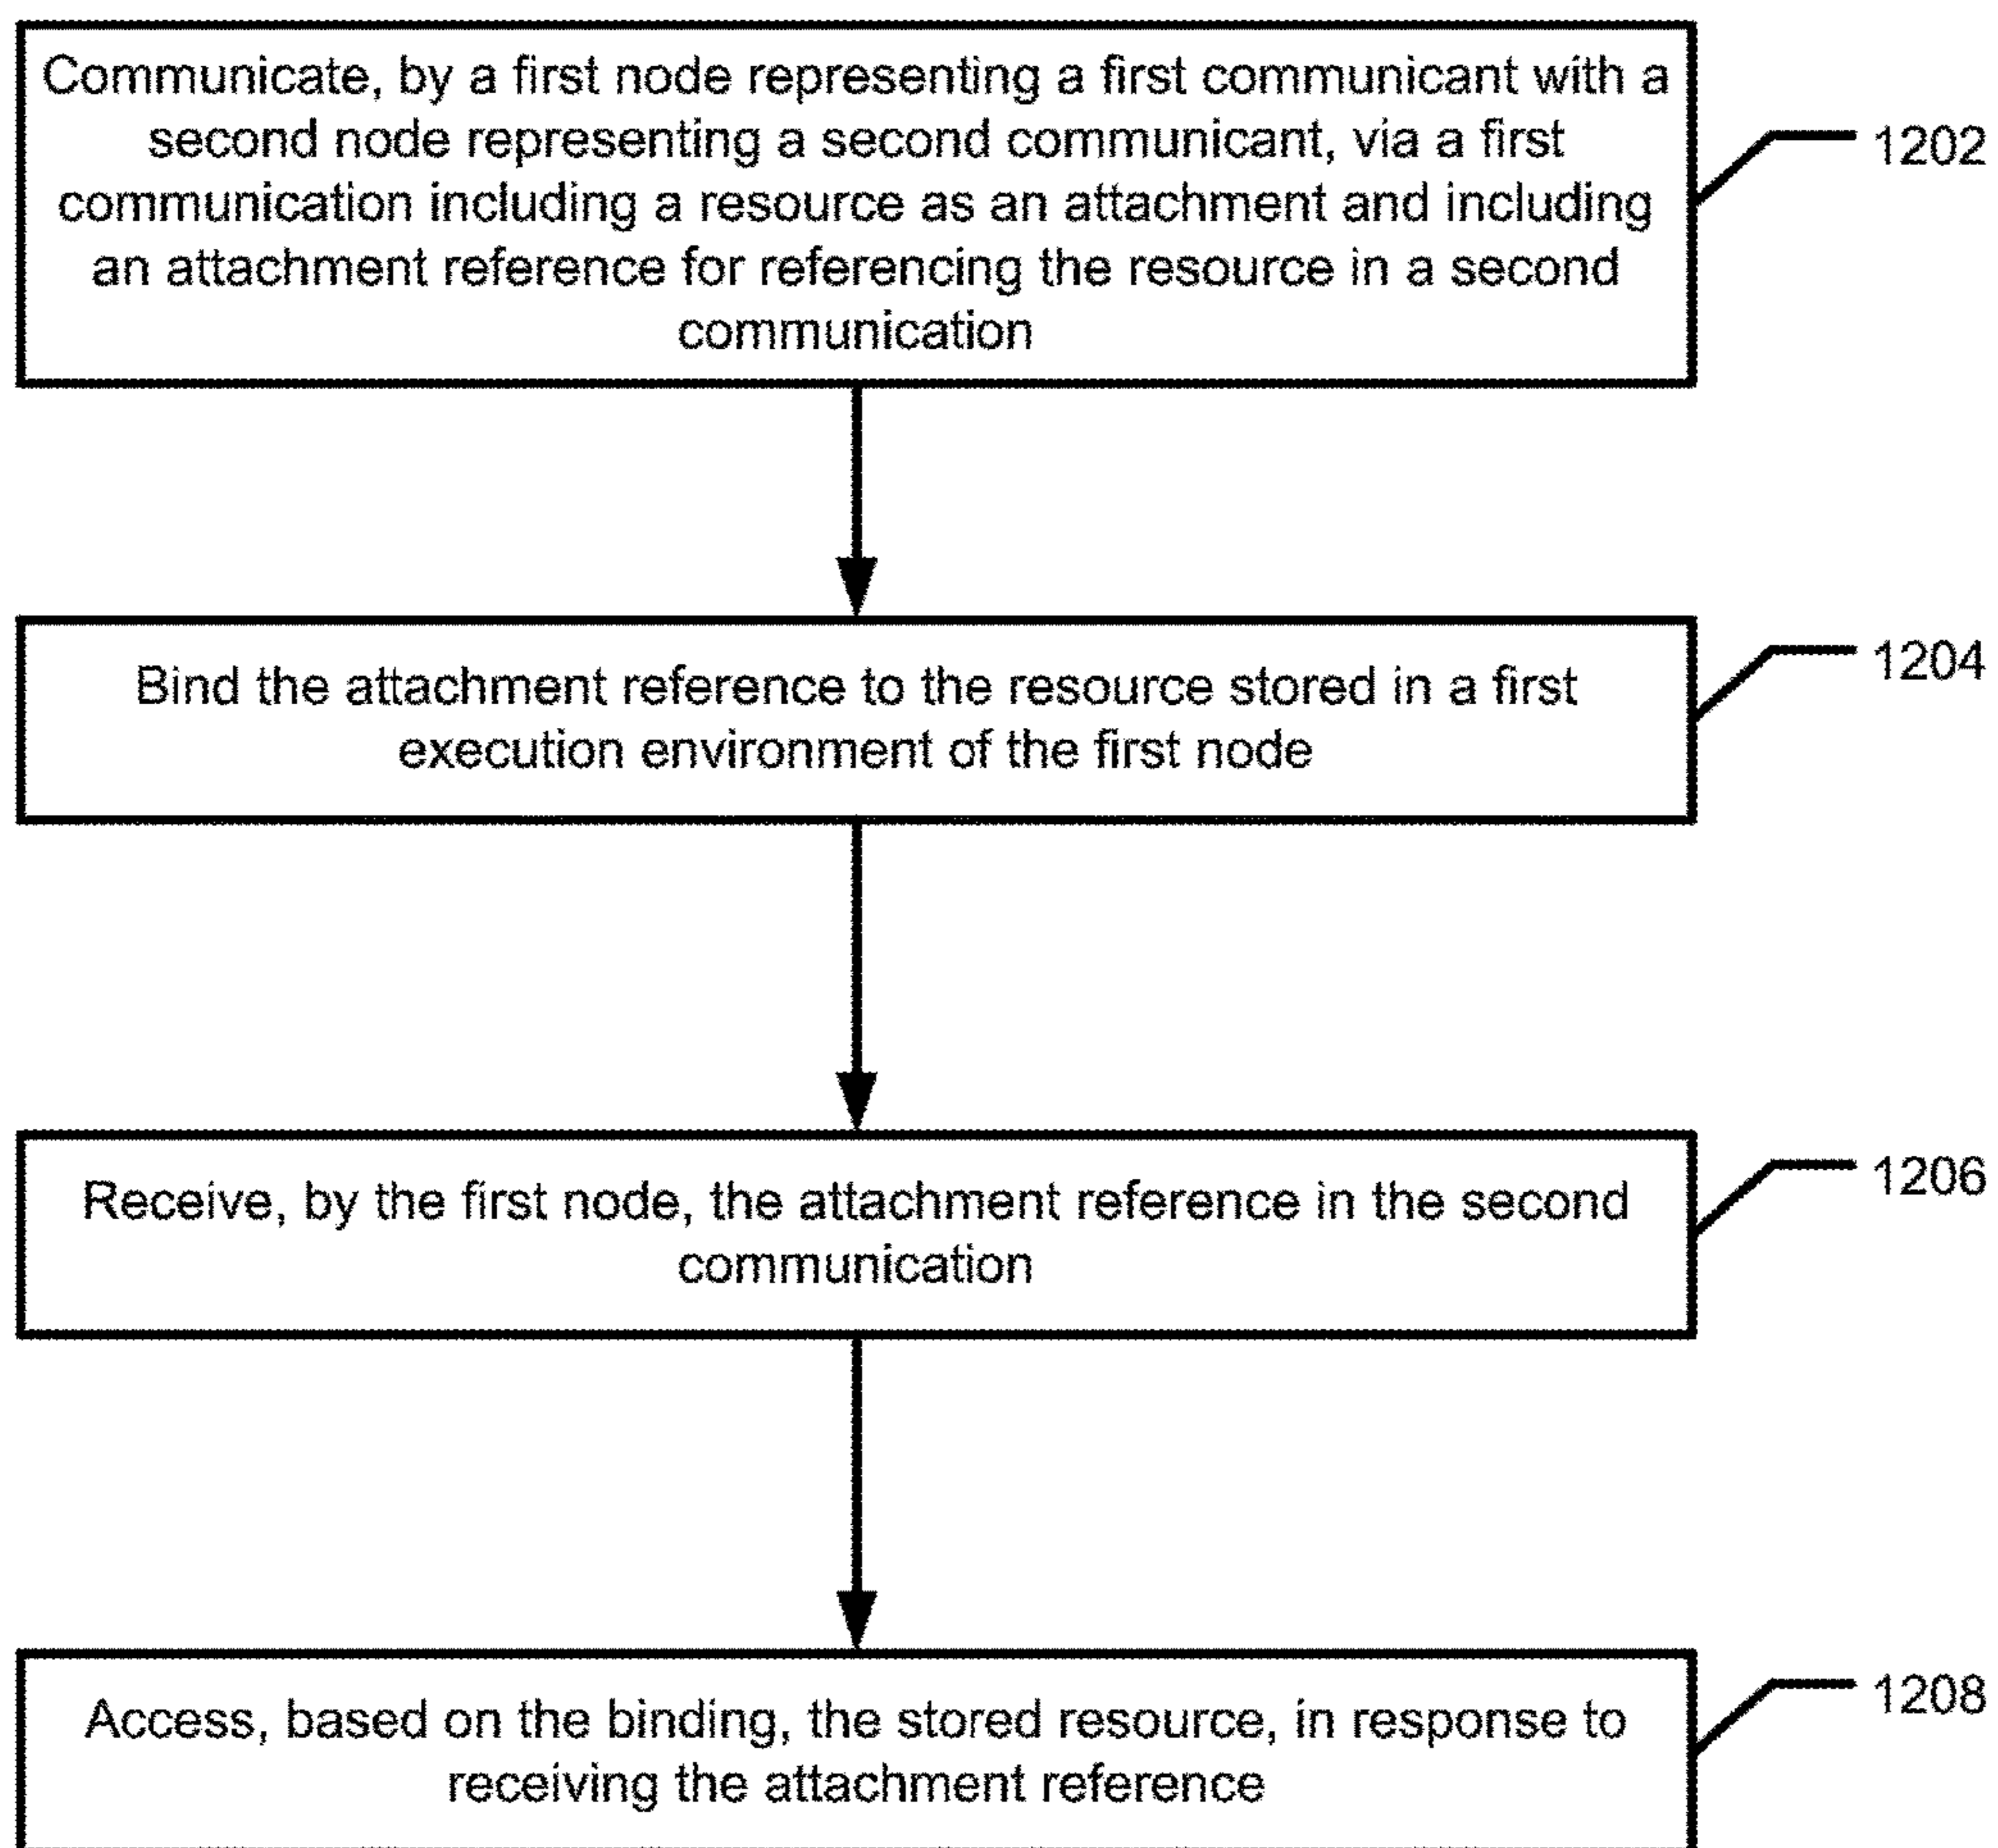 Communicate, by a first node representing a first communicant with a
second node representing a second communicant, via a first
communication including a resource as an attachment and including
an attachment reference for referencing the resource in a second
communication
1202
Bind the attachment reference to the resource stored in a first
execution environment of the first node
1204
Receive, by the first node, the attachment reference in the second
communication
1206
Access, based on the binding, the stored resource, in response to
receiving the attachment reference
1208